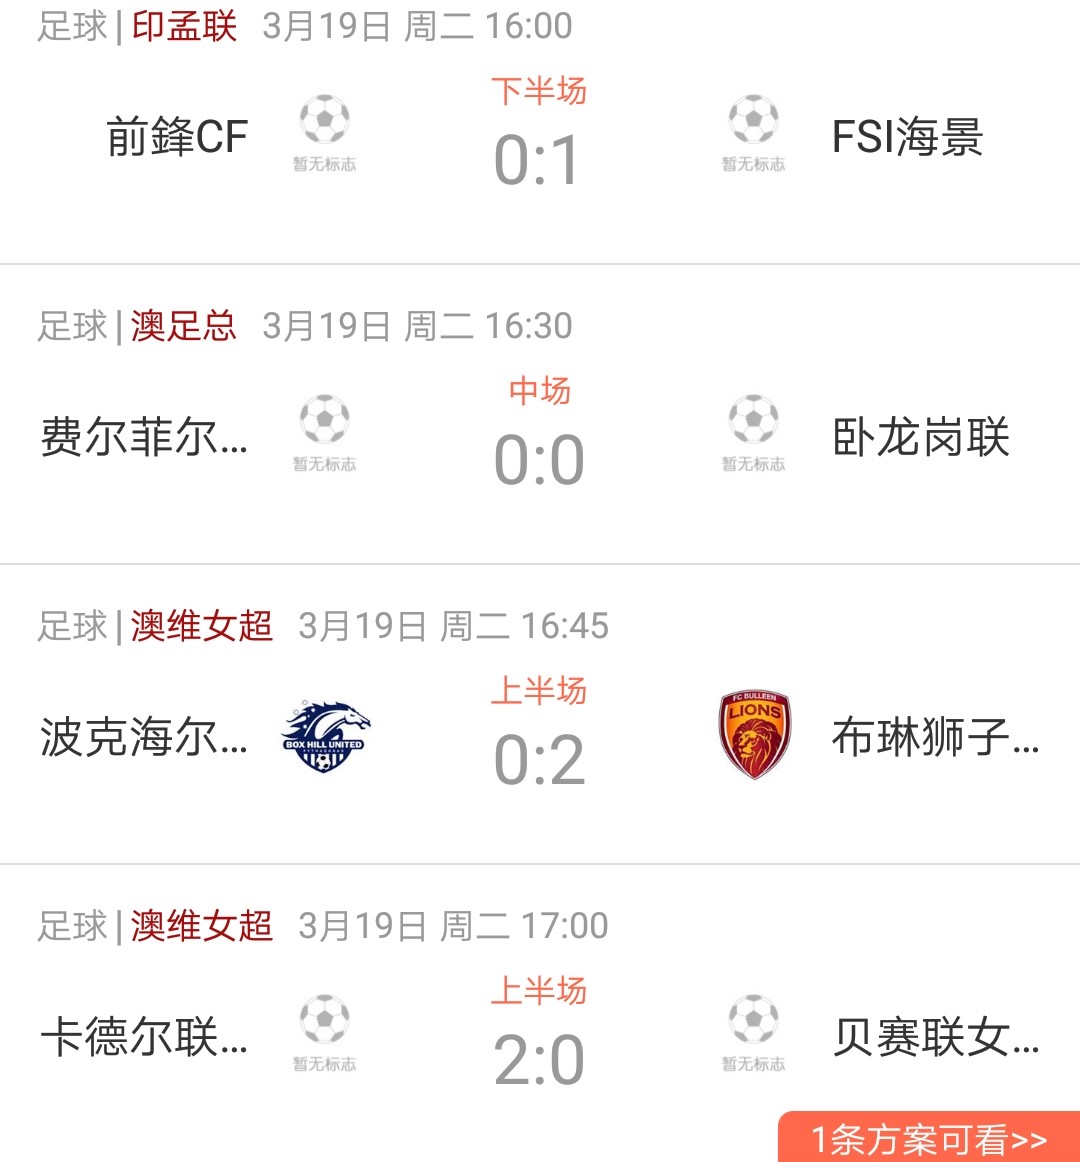 足球|印孟联 3月19日 周二 16:00
下半场
前鋒CF 暂无标志 0:1 暂无标志 FSI海景
足球|澳足总 3月19日 周二 16:30
中场
费尔菲尔... 暂无标志 0:0 暂无标志 卧龙岗联
足球|澳维女超 3月19日 周二 16:45
上半场
波克海尔... BOX HILL UNITED PYTHAGORAS 0:2 FC BULLEEN LIONS 布琳狮子...
足球|澳维女超 3月19日 周二 17:00
上半场
卡德尔联... 暂无标志 2:0 暂无标志 贝赛联女...
1条方案可看>>